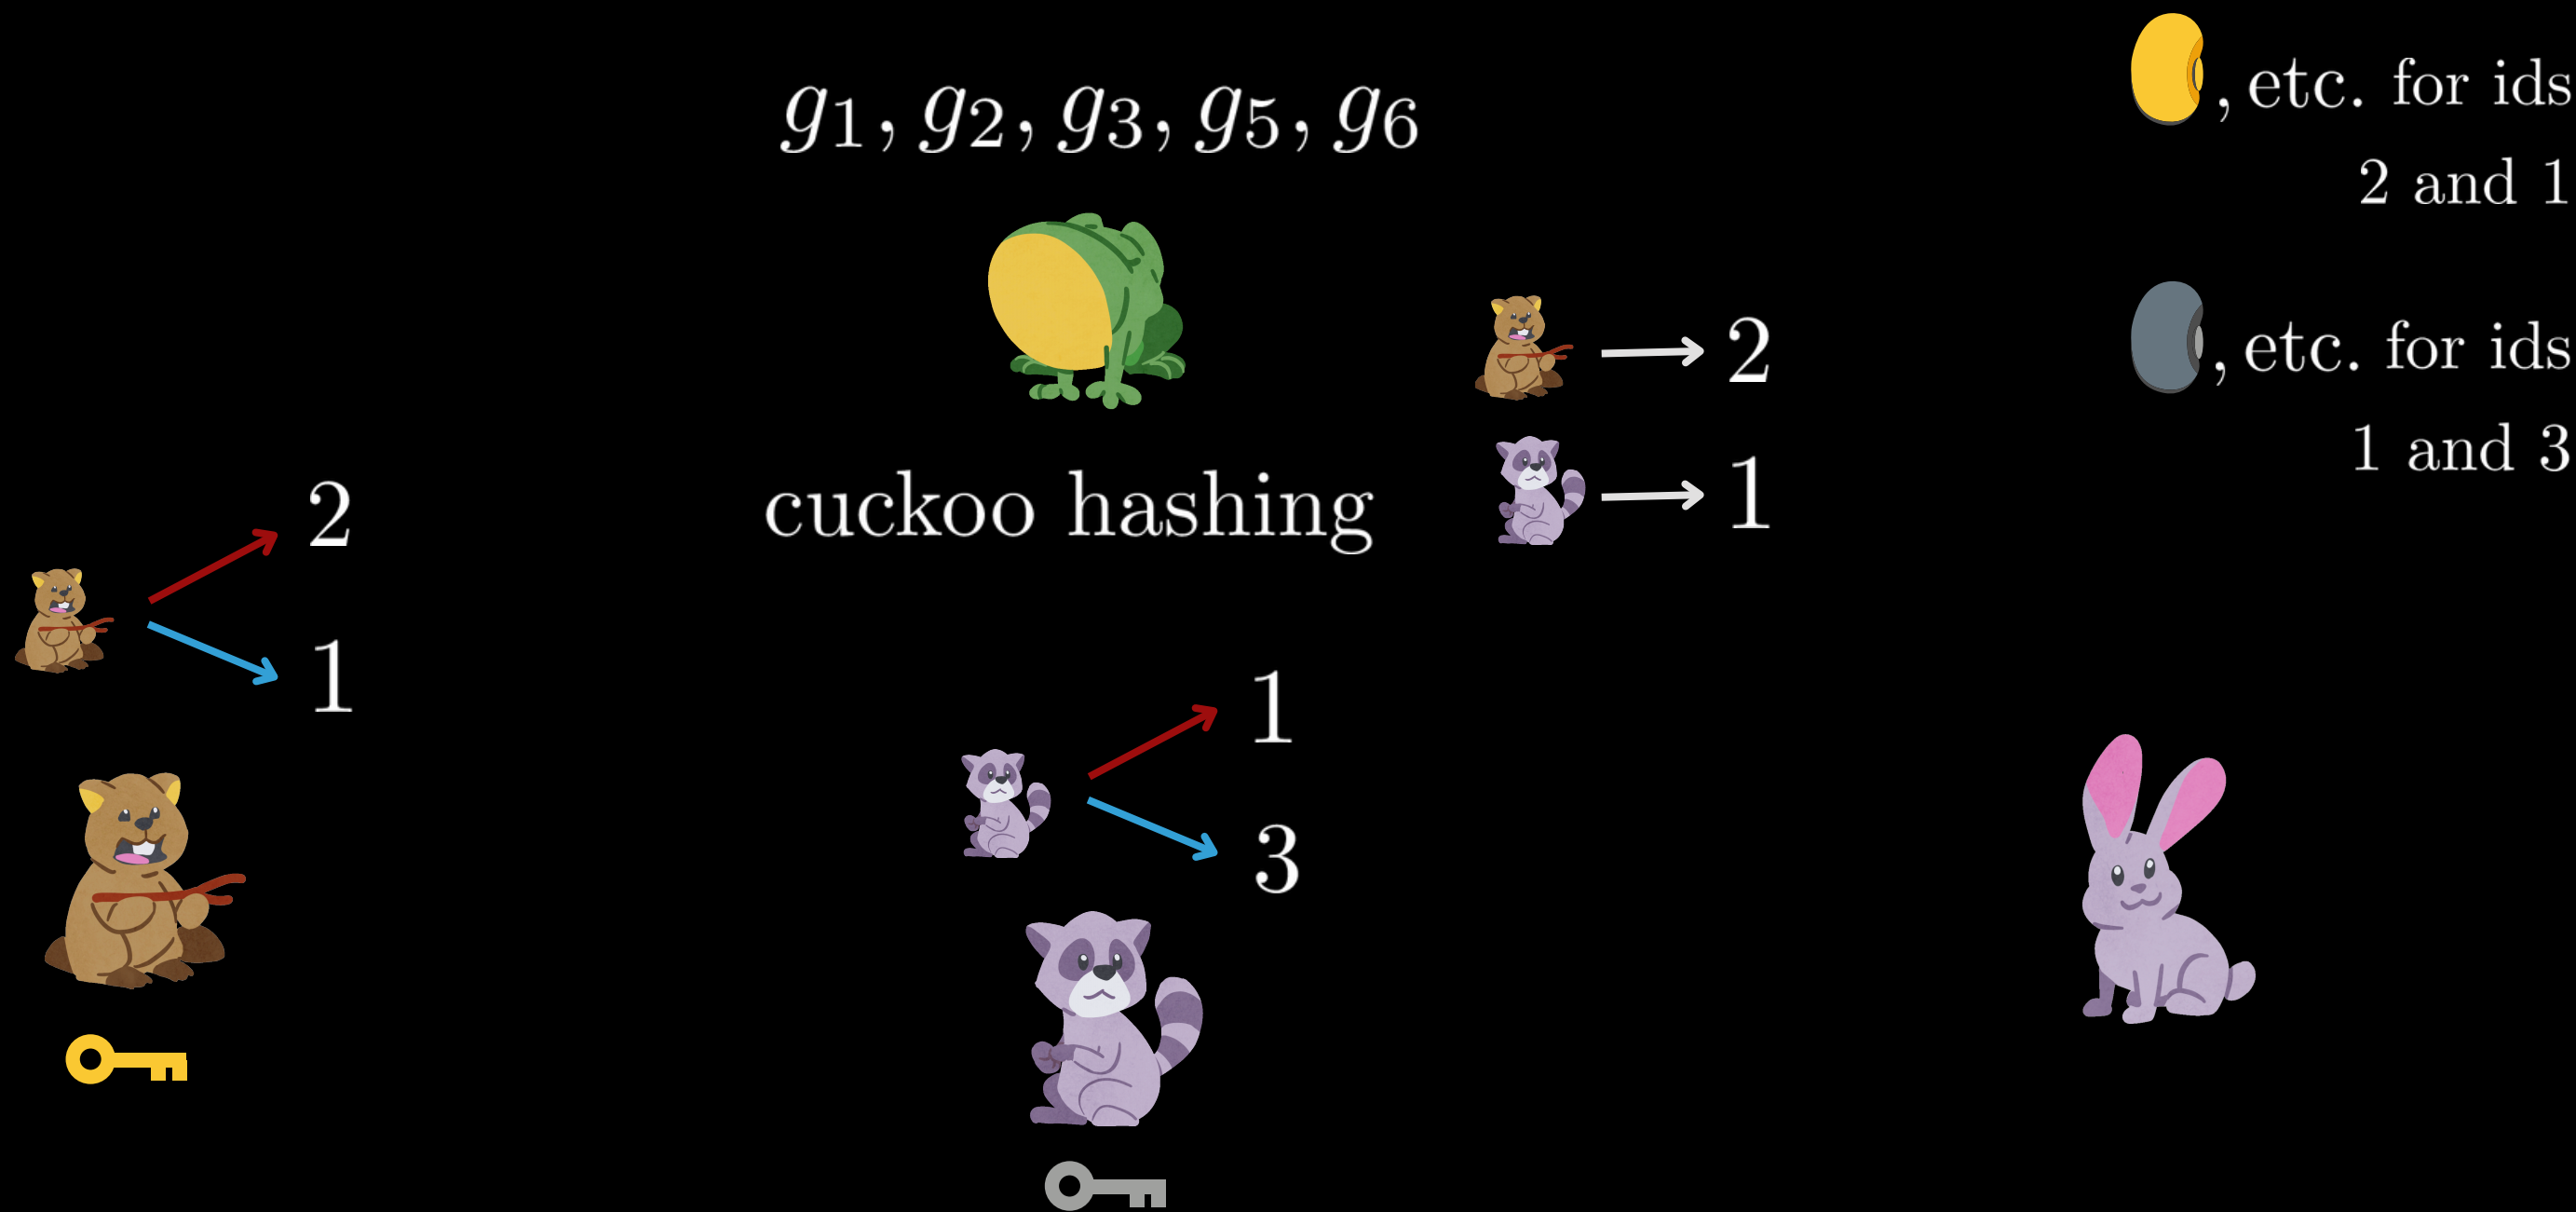 g₁, g₂, g₃, g₅, g₆
, etc. for ids
2 and 1
2
, etc. for ids
1 and 3
1
cuckoo hashing
2
1
1
3